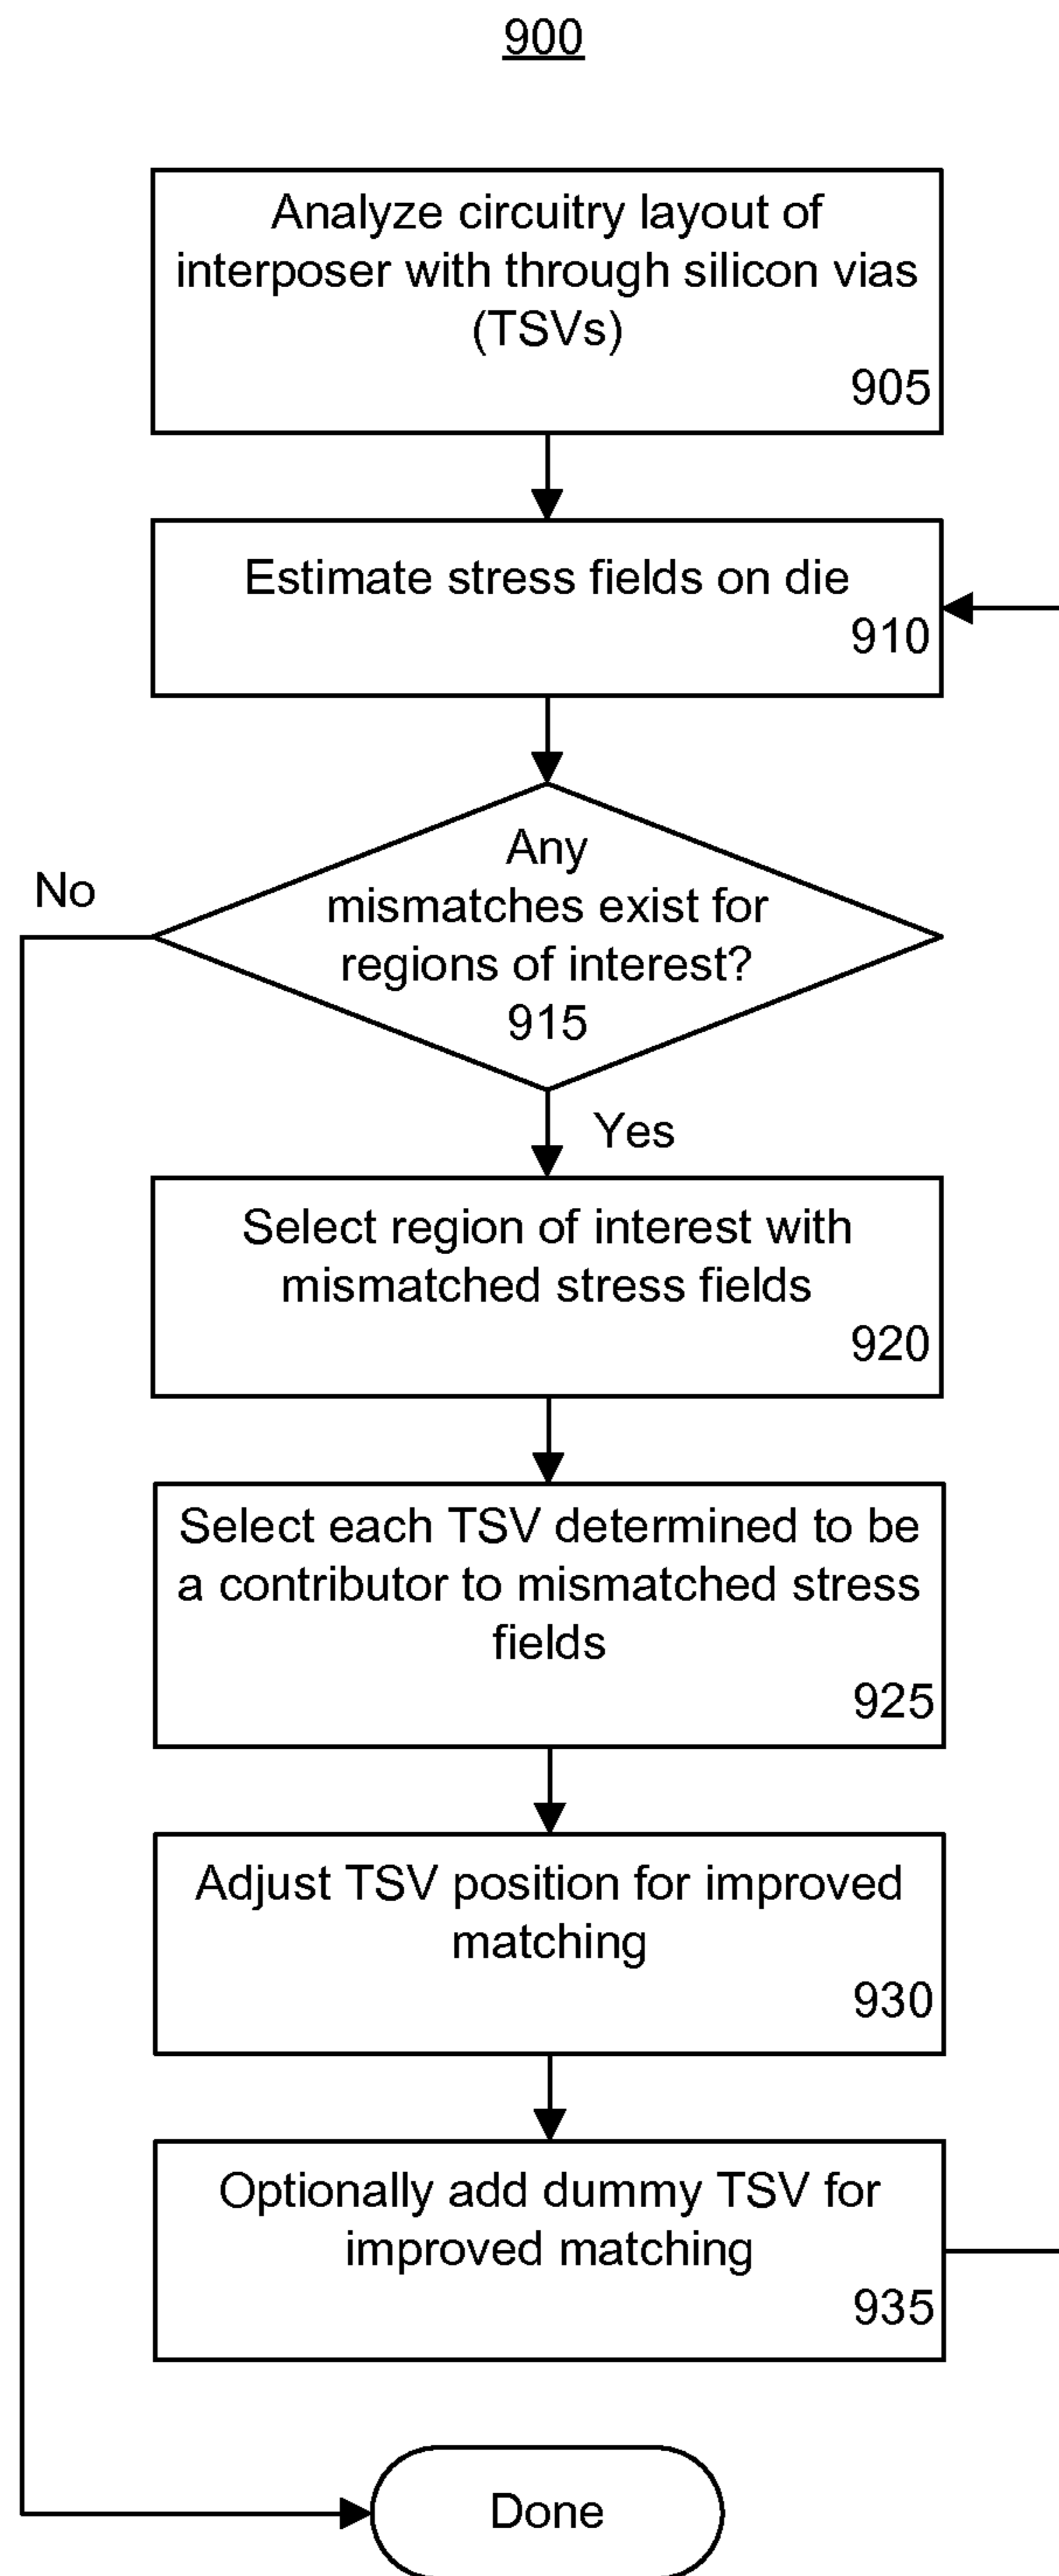 900
Analyze circuitry layout of
interposer with through silicon vias
(TSVs)
905
Estimate stress fields on die
910
Any
mismatches exist for
regions of interest?
915
No
Yes
Select region of interest with
mismatched stress fields
920
Select each TSV determined to be
a contributor to mismatched stress
fields
925
Adjust TSV position for improved
matching
930
Optionally add dummy TSV for
improved matching
935
Done